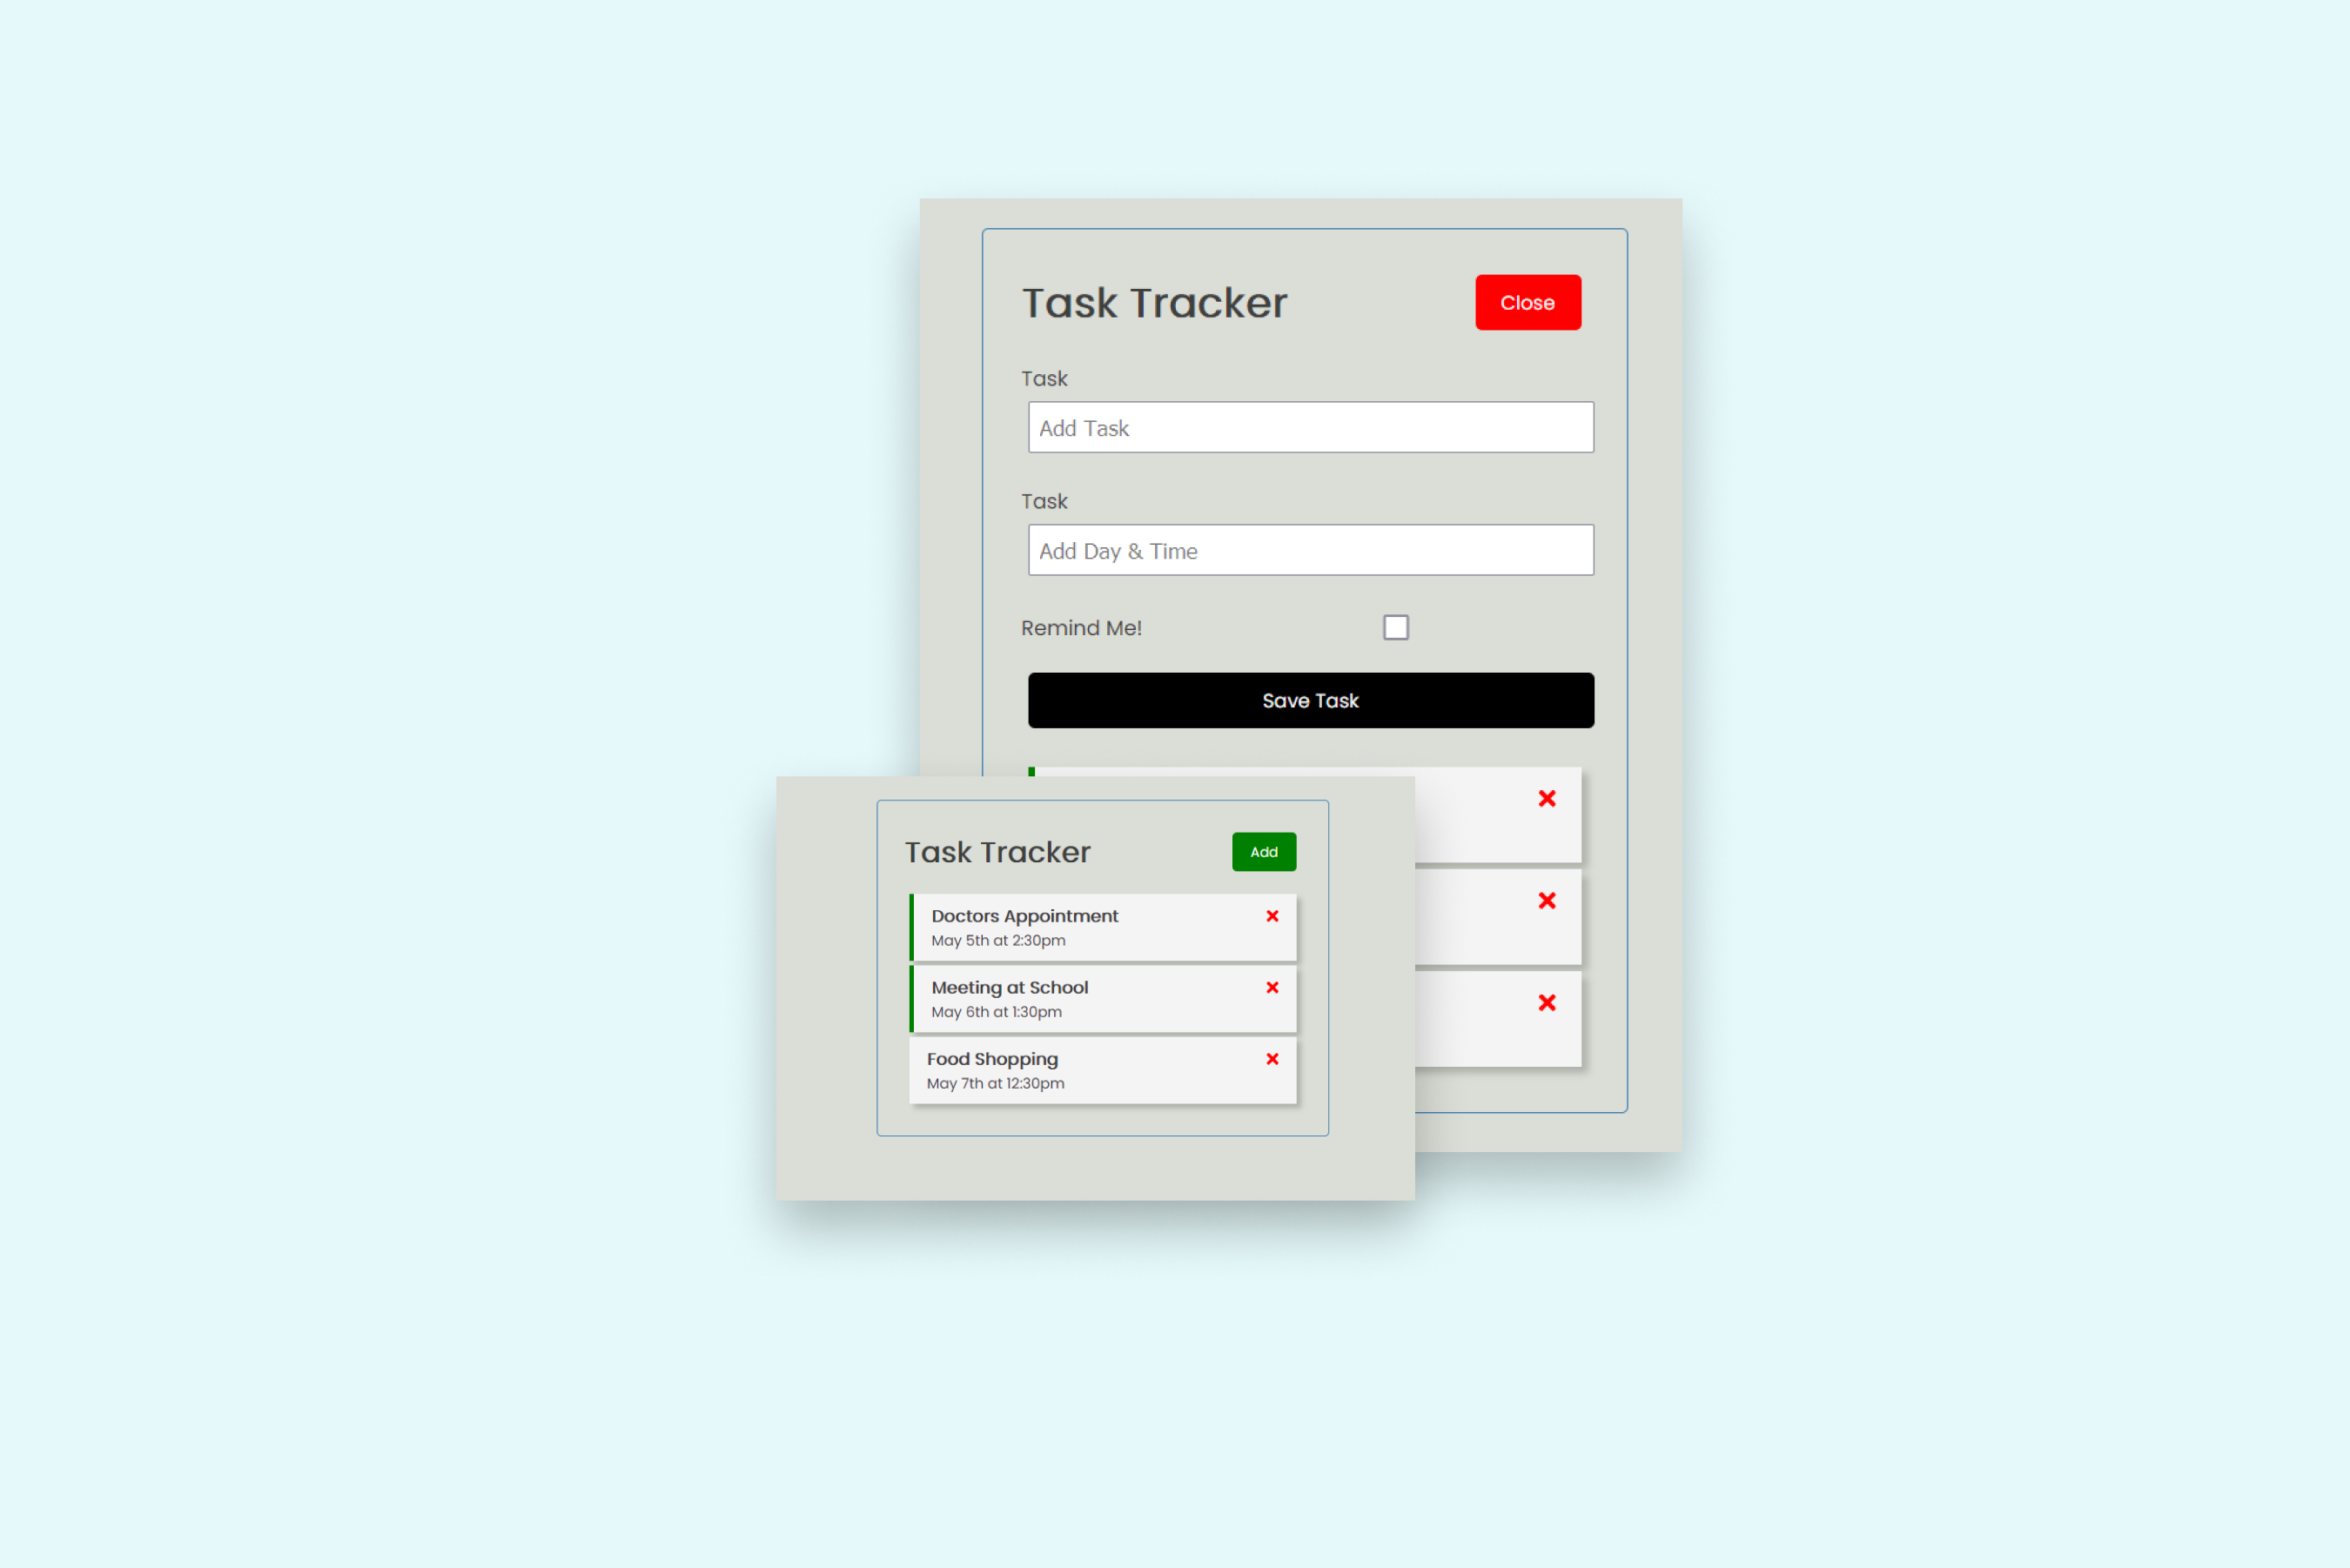 Task Tracker
Close
Task
Add Task
Task
Add Day & Time
Remind Me!
Save Task
Task Tracker
Add
Doctors Appointment
May 5th at 2:30pm
Meeting at School
May 6th at 1:30pm
Food Shopping
May 7th at 12:30pm